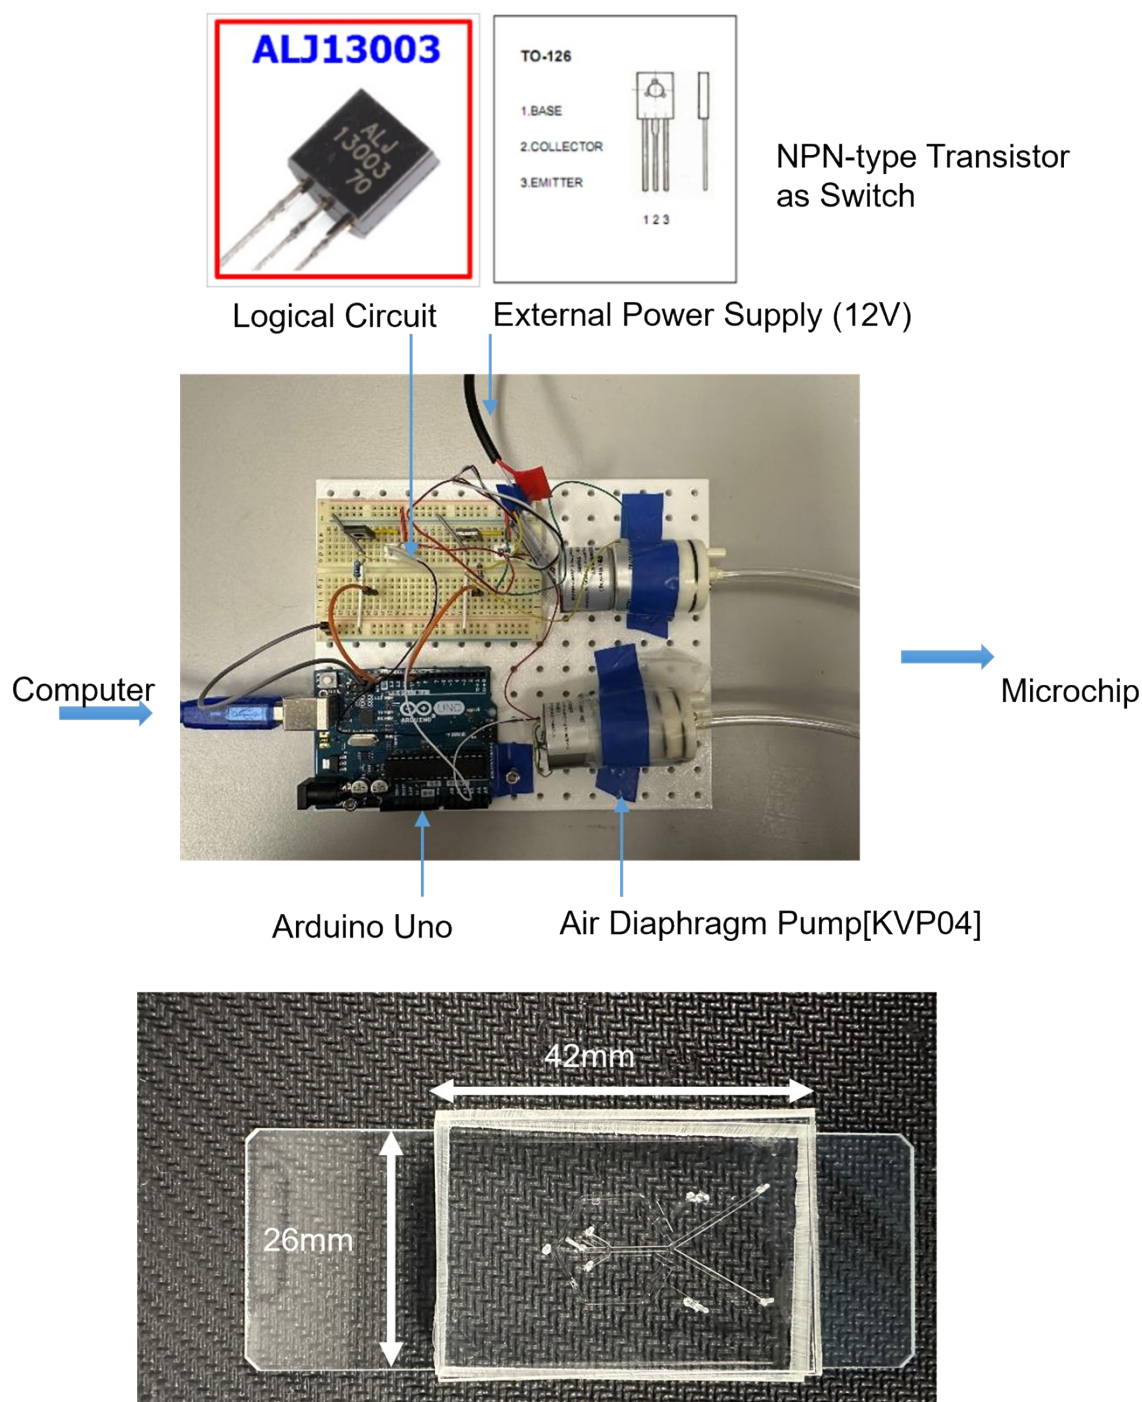 ALJ13003
ALJ
13003
70
TO-126
1.BASE
2.COLLECTOR
3.EMITTER
1 2 3
NPN-type Transistor
as Switch
Logical Circuit
External Power Supply (12V)
Computer
UNO
ARDUINO
Microchip
Arduino Uno
Air Diaphragm Pump[KVP04]
42mm
26mm